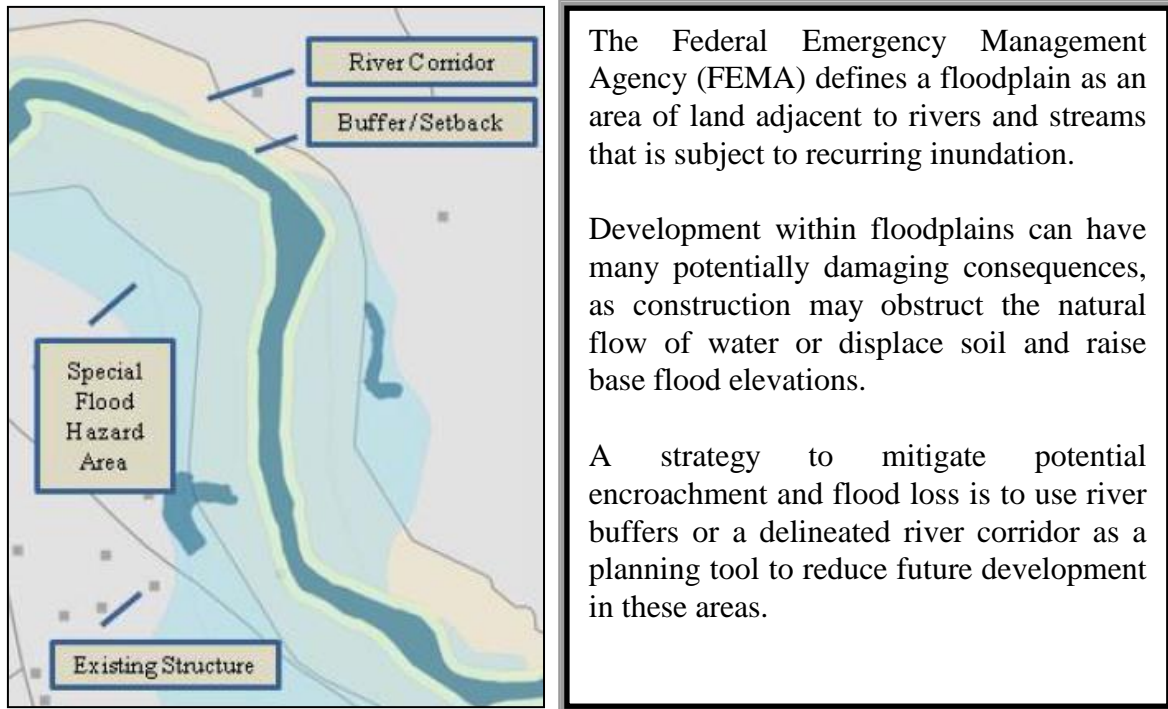 River Corridor
Buffer/Setback
Special
Flood
Hazard
Area
Existing Structure
The Federal Emergency Management
Agency (FEMA) defines a floodplain as an
area of land adjacent to rivers and streams
that is subject to recurring inundation.
Development within floodplains can have
many potentially damaging consequences,
as construction may obstruct the natural
flow of water or displace soil and raise
base flood elevations.
A strategy to mitigate potential
encroachment and flood loss is to use river
buffers or a delineated river corridor as a
planning tool to reduce future development
in these areas.